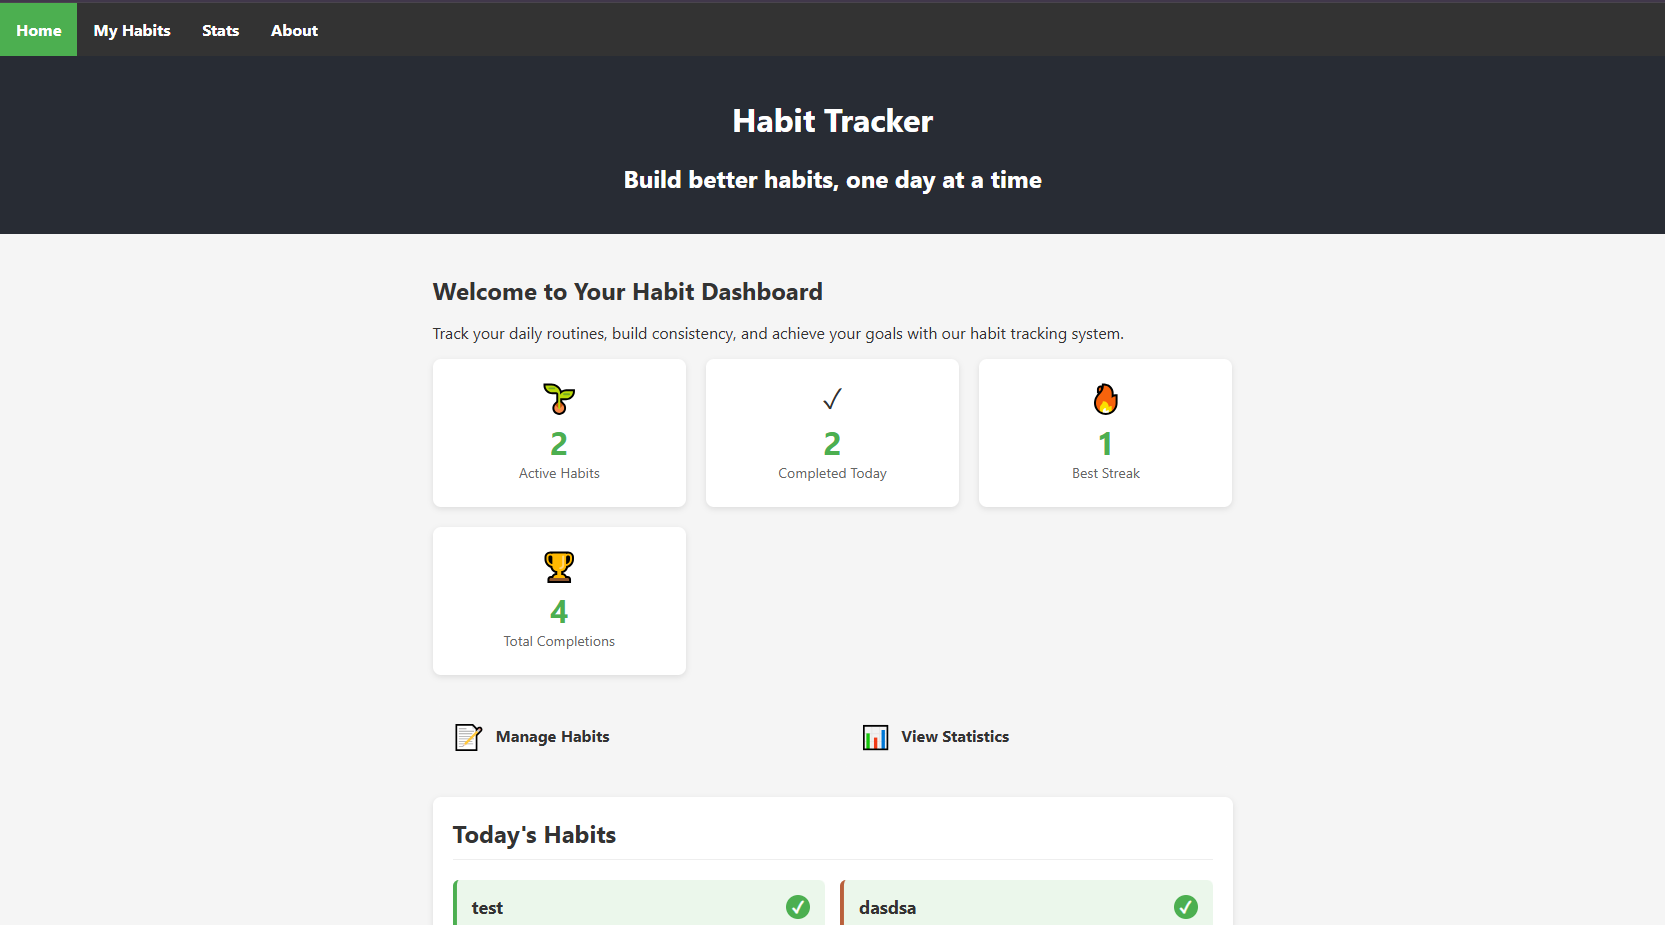 Home My Habits Stats About
Habit Tracker
Build better habits, one day at a time
Welcome to Your Habit Dashboard
Track your daily routines, build consistency, and achieve your goals with our habit tracking system.
2
Active Habits
2
Completed Today
1
Best Streak
4
Total Completions
Manage Habits
View Statistics
Today's Habits
test
dasdsa